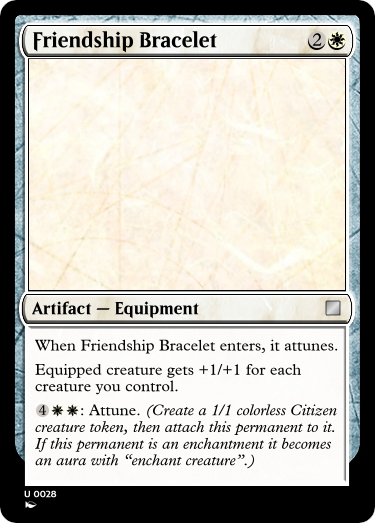 Friendship Bracelet 2
Artifact — Equipment
When Friendship Bracelet enters, it attunes.
Equipped creature gets +1/+1 for each
creature you control.
4: Attune. (Create a 1/1 colorless Citizen
creature token, then attach this permanent to it.
If this permanent is an enchantment it becomes
an aura with “enchant creature”.)
U 0028